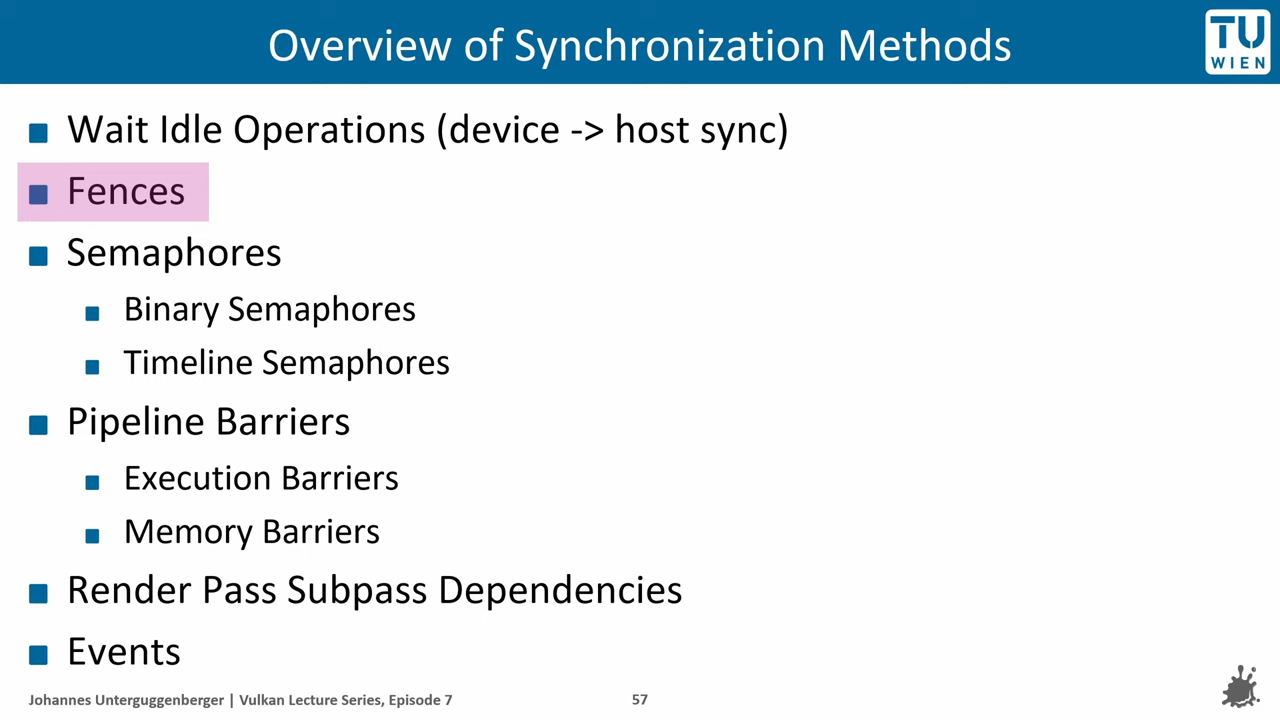 Overview of Synchronization Methods
TU
WIEN
Wait Idle Operations (device -> host sync)
Fences
Semaphores
Binary Semaphores
Timeline Semaphores
Pipeline Barriers
Execution Barriers
Memory Barriers
Render Pass Subpass Dependencies
Events
Johannes Unterguggenberger | Vulkan Lecture Series, Episode 7
57